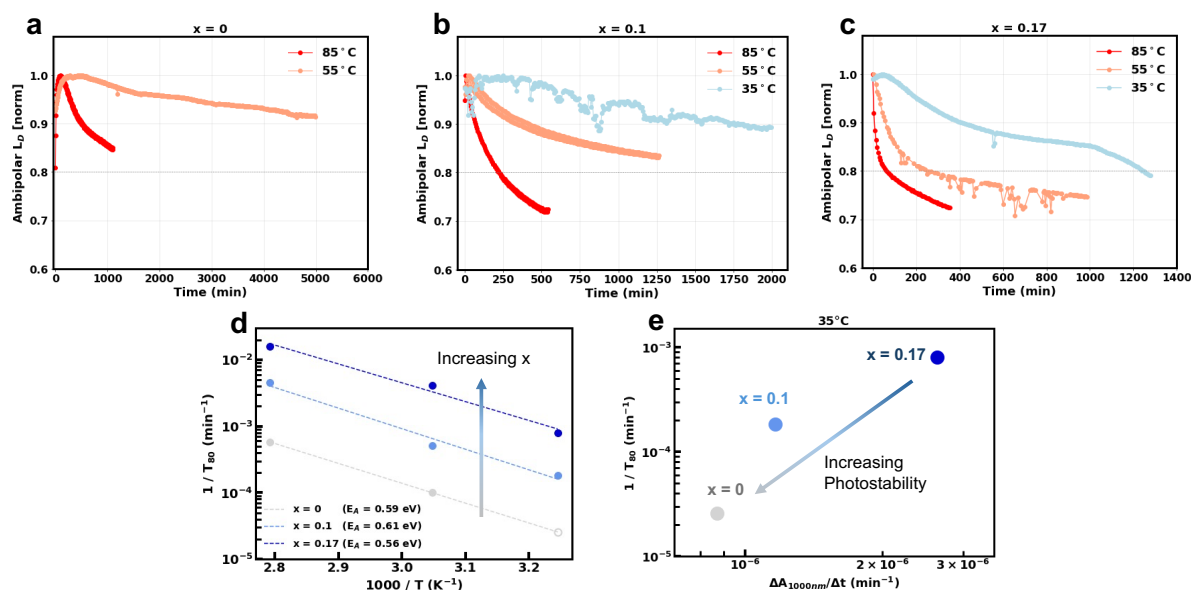 a
x = 0
Ambipolar L_D [norm]
1.0
0.9
0.8
0.7
0.6
85°C
55°C
0
1000
2000
3000
4000
5000
6000
Time (min)
b
x = 0.1
Ambipolar L_D [norm]
1.0
0.9
0.8
0.7
0.6
85°C
55°C
35°C
0
250
500
750
1000
1250
1500
1750
2000
Time (min)
c
x = 0.17
Ambipolar L_D [norm]
1.0
0.9
0.8
0.7
0.6
85°C
55°C
35°C
0
200
400
600
800
1000
1200
1400
Time (min)
d
1 / T₈₀ (min⁻¹)
10⁻²
10⁻³
10⁻⁴
10⁻⁵
Increasing x
x = 0 (E_A = 0.59 eV)
x = 0.1 (E_A = 0.61 eV)
x = 0.17 (E_A = 0.56 eV)
2.8
2.9
3.0
3.1
3.2
1000 / T (K⁻¹)
e
35°C
1 / T₈₀ (min⁻¹)
10⁻³
10⁻⁴
10⁻⁵
x = 0.17
x = 0.1
x = 0
Increasing
Photostability
10⁻⁶
2 × 10⁻⁶
3 × 10⁻⁶
ΔA₁₀₀₀ₙₘ/Δt (min⁻¹)